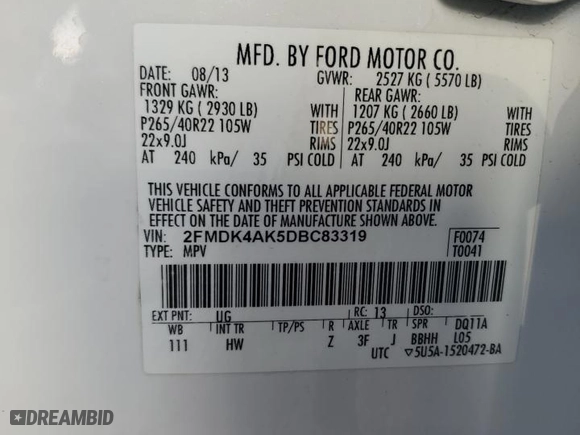 MFD. BY FORD MOTOR CO.
DATE: 08/13 GVWR: 2527 KG ( 5570 LB)
FRONT GAWR: REAR GAWR:
1329 KG ( 2930 LB) WITH 1207 KG ( 2660 LB) WITH
P265/40R22 105W TIRES P265/40R22 105W TIRES
22x9.0J RIMS 22x9.0J RIMS
AT 240 kPa/ 35 PSI COLD AT 240 kPa/ 35 PSI COLD
THIS VEHICLE CONFORMS TO ALL APPLICABLE FEDERAL MOTOR
VEHICLE SAFETY AND THEFT PREVENTION STANDARDS IN
EFFECT ON THE DATE OF MANUFACTURE SHOWN ABOVE.
VIN: 2FMDK4AK5DBC83319 F0074
TYPE: MPV T0041
EXT PNT: UG RC: 13 DSO:
WB INT TR TP/PS R AXLE TR SPR DQ11A
111 HW Z 3F J BBHH L05
UTC ▽5U5A-1520472-BA
DREAMBID